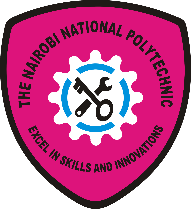 THE NAIROBI NATIONAL POLYTECHNIC
EXCEL IN SKILLS AND INNOVATIONS